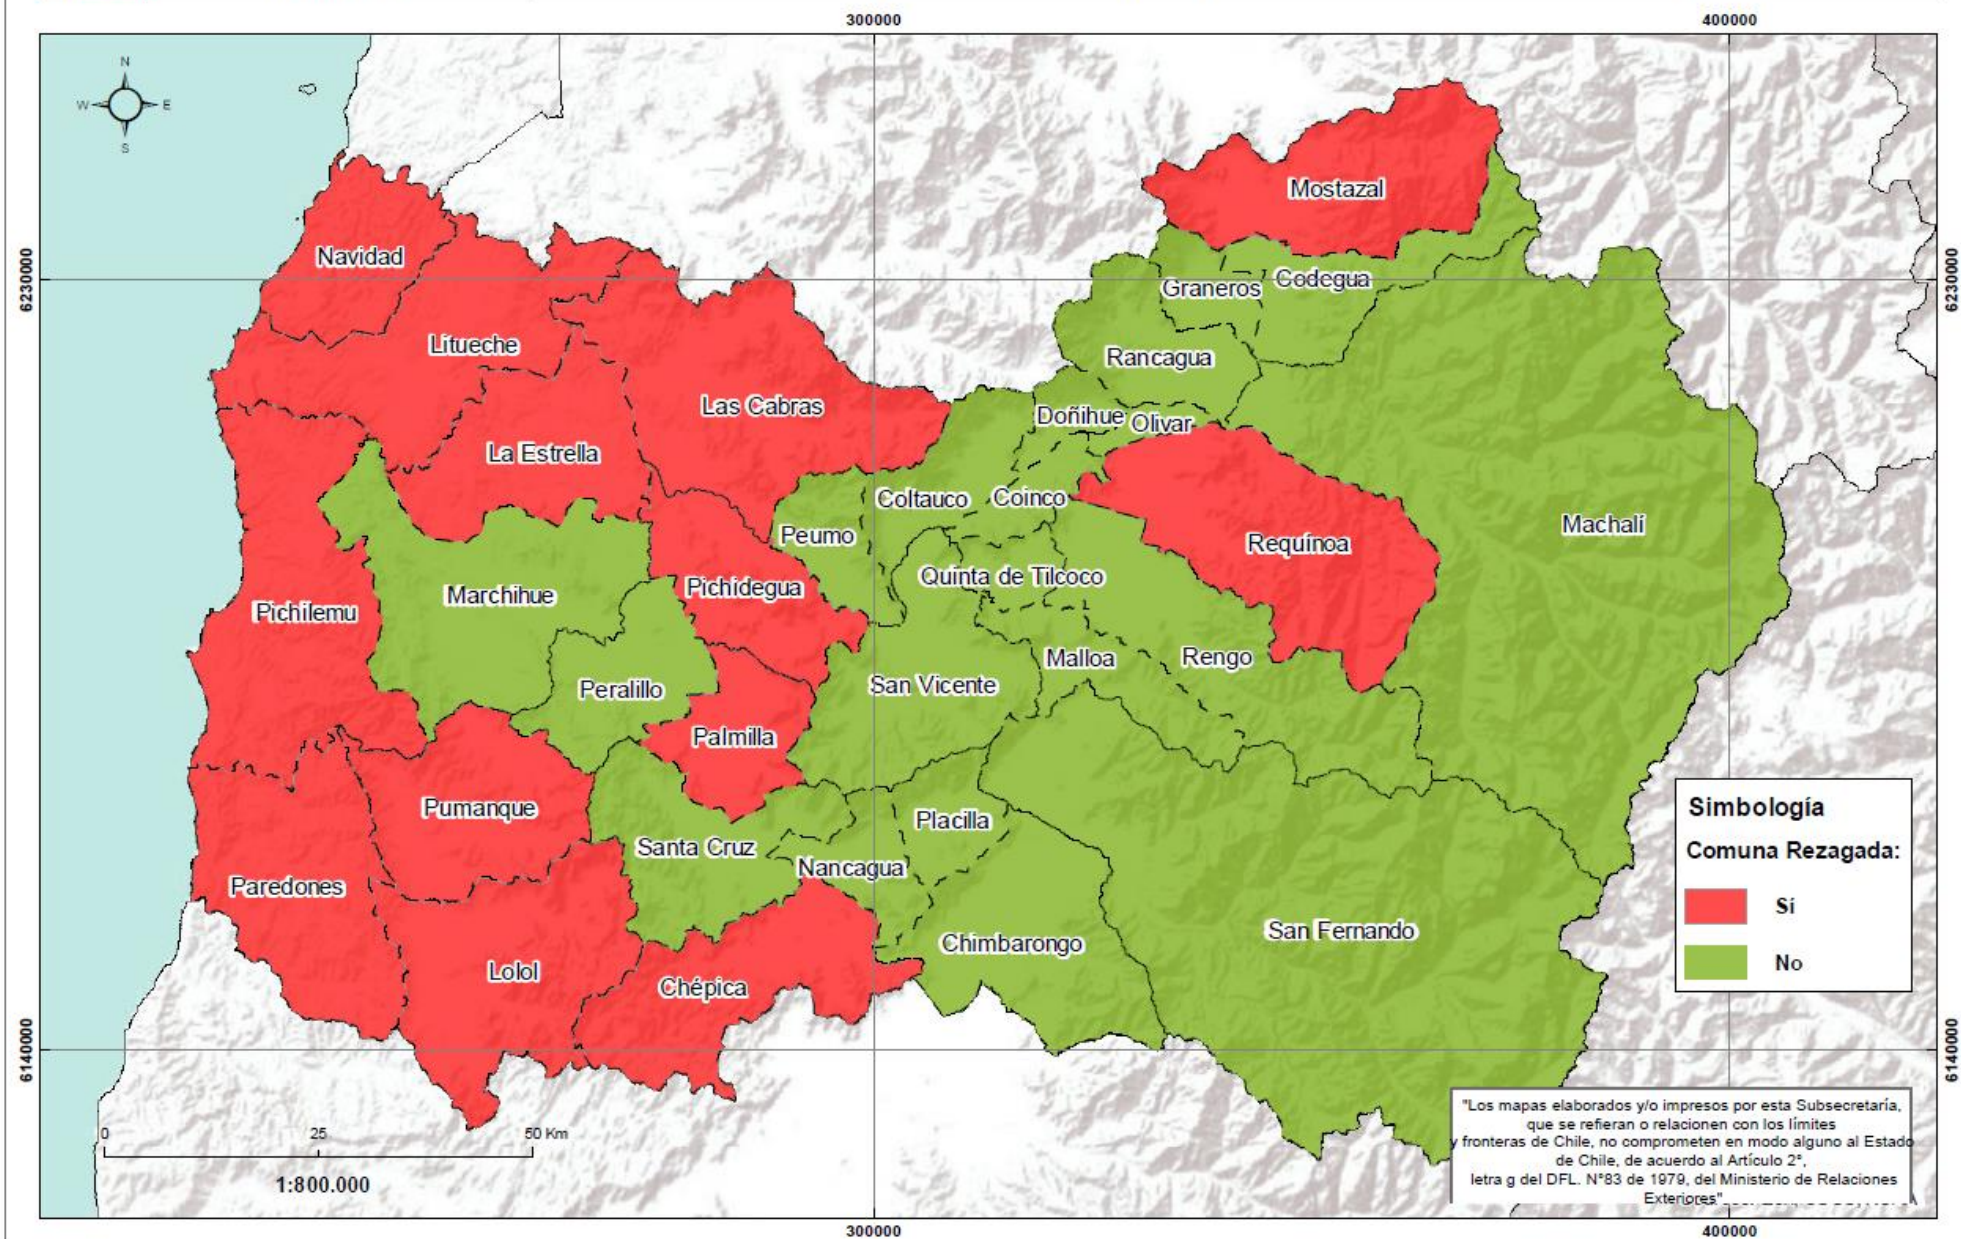 300000
400000
N
W
E
S
Mostazal
Navidad
6230000
6230000
Graneros
Codegua
Litueche
Rancagua
Las Cabras
Doñihue
Olivar
La Estrella
Coltauco
Coinco
Machalí
Peumo
Requínoa
Quinta de Tilcoco
Pichidegua
Marchihue
Pichilemu
Malloa
Rengo
San Vicente
Peralillo
Palmilla
Pumanque
Placilla
Santa Cruz
Nancagua
Paredones
San Fernando
Chimbarongo
Lolol
Chépica
Simbología
Comuna Rezagada:
Sí
No
6140000
6140000
0
25
50 Km
1:800.000
"Los mapas elaborados y/o impresos por esta Subsecretaría,
que se refieran o relacionen con los límites
y fronteras de Chile, no comprometen en modo alguno al Estado
de Chile, de acuerdo al Artículo 2°,
letra g del DFL. N°83 de 1979, del Ministerio de Relaciones
Exteriores"
300000
400000